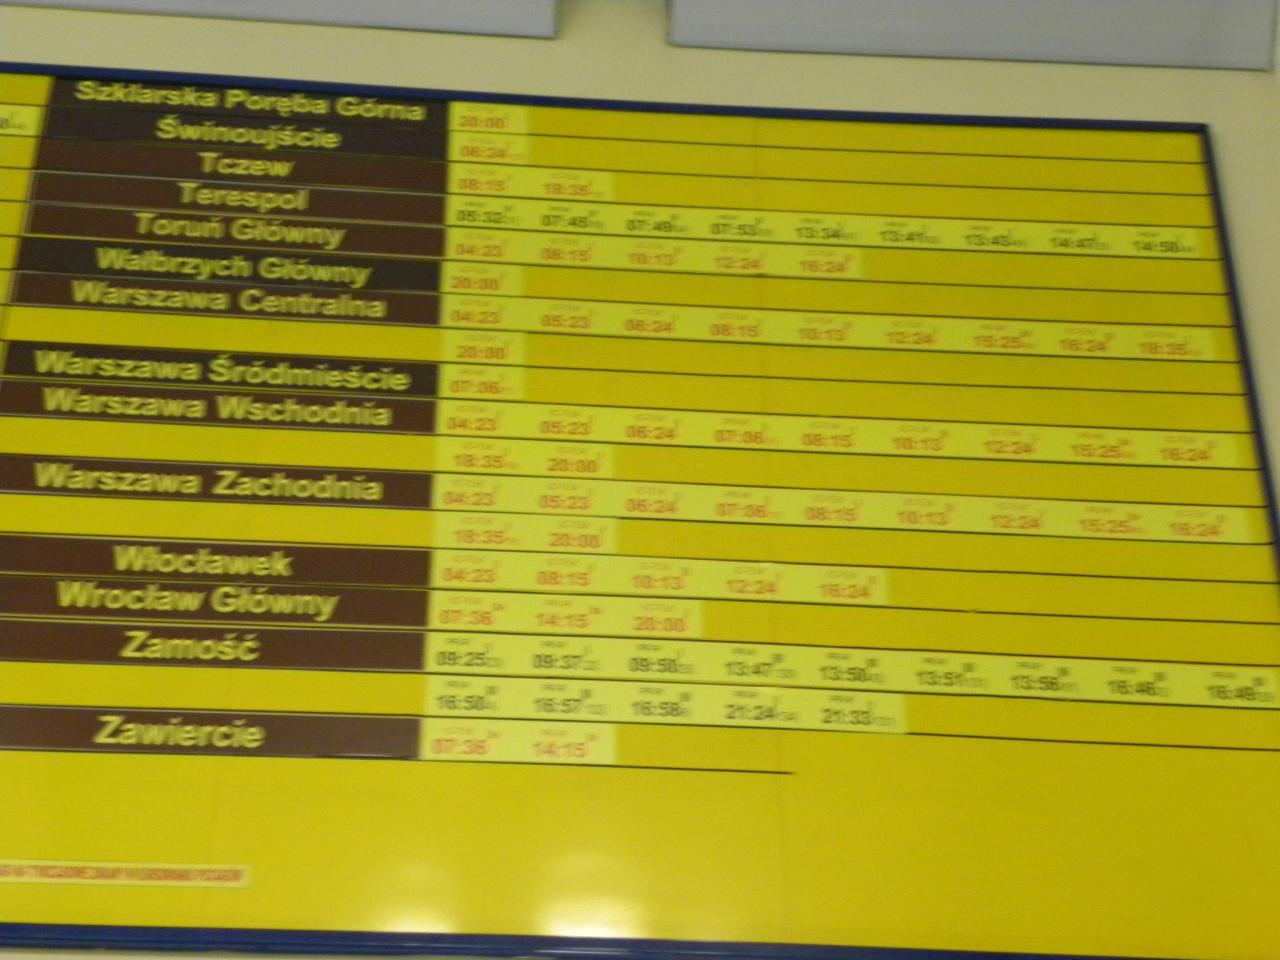 Szklarska Poręba Górna 20:00
Świnoujście 06:24
Tczew 08:15 18:35
Terespol 05:32 07:45 07:49 07:53 13:34 13:41 13:43 14:47 14:50
Toruń Główny 04:23 08:15 10:13 12:24 16:24
Wałbrzych Główny 20:00
Warszawa Centralna 04:23 05:23 06:24 08:15 10:13 12:24 15:25 16:24 18:35
20:00
Warszawa Śródmieście 07:06
Warszawa Wschodnia 04:23 05:23 06:24 07:06 08:15 10:13 12:24 15:25 16:24
18:35 20:00
Warszawa Zachodnia 04:23 05:23 06:24 07:06 08:15 10:13 12:24 15:25 16:24
18:35 20:00
Włocławek 04:23 08:15 10:13 12:24 16:24
Wrocław Główny 07:36 14:15 20:00
Zamość 09:25 09:37 09:50 13:47 13:50 13:51 13:56 16:46 16:49
16:50 16:57 16:58 21:24 21:33
Zawiercie 07:36 14:15